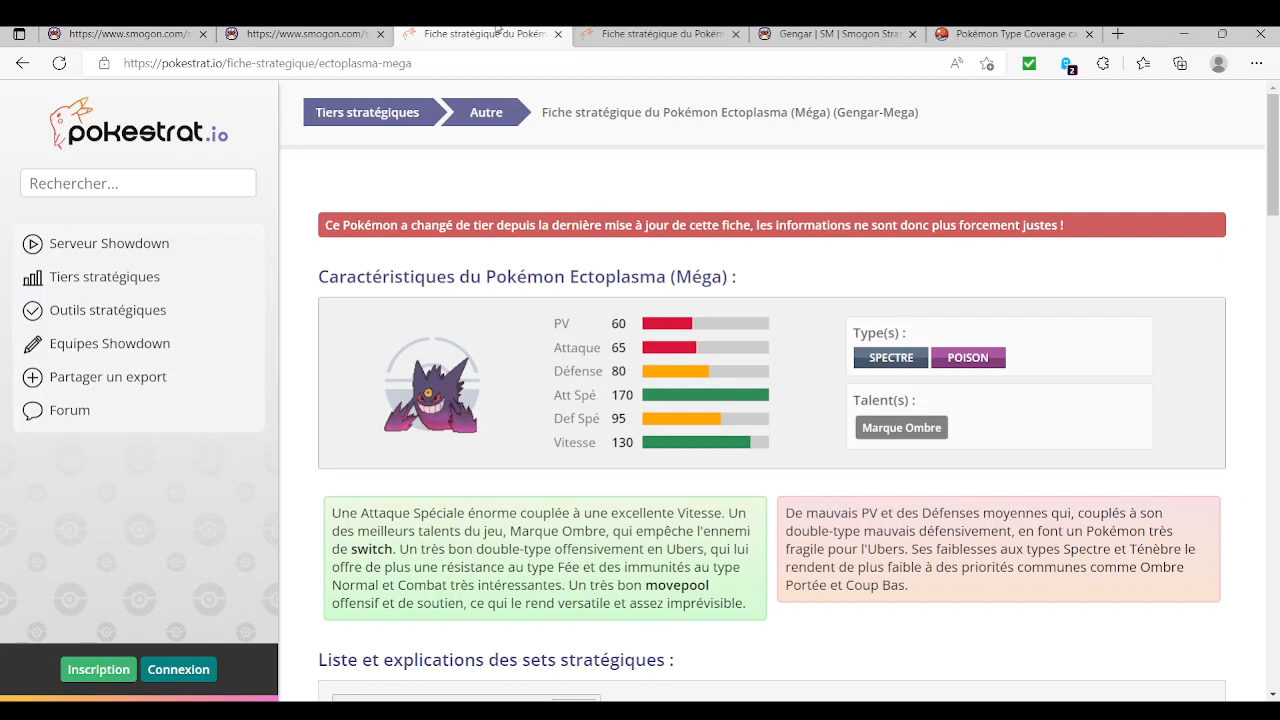 https://www.smogon.com/s
https://www.smogon.com/s
Fiche stratégique du Pokém
Fiche stratégique du Pokém
Gengar | SM | Smogon Stra
Pokémon Type Coverage ca
https://pokestrat.io/fiche-strategique/ectoplasma-mega
2
pokestrat.io
Rechercher...
Serveur Showdown
Tiers stratégiques
Outils stratégiques
Equipes Showdown
Partager un export
Forum
Inscription
Connexion
Tiers stratégiques
Autre
Fiche stratégique du Pokémon Ectoplasma (Méga) (Gengar-Mega)
Ce Pokémon a changé de tier depuis la dernière mise à jour de cette fiche, les informations ne sont donc plus forcement justes !
Caractéristiques du Pokémon Ectoplasma (Méga) :
PV 60
Attaque 65
Défense 80
Att Spé 170
Def Spé 95
Vitesse 130
Type(s) :
SPECTRE POISON
Talent(s) :
Marque Ombre
Une Attaque Spéciale énorme couplée à une excellente Vitesse. Un
des meilleurs talents du jeu, Marque Ombre, qui empêche l'ennemi
de switch. Un très bon double-type offensivement en Ubers, qui lui
offre de plus une résistance au type Fée et des immunités au type
Normal et Combat très intéressantes. Un très bon movepool
offensif et de soutien, ce qui le rend versatile et assez imprévisible.
De mauvais PV et des Défenses moyennes qui, couplés à son
double-type mauvais défensivement, en font un Pokémon très
fragile pour l'Ubers. Ses faiblesses aux types Spectre et Ténèbre le
rendent de plus faible à des priorités communes comme Ombre
Portée et Coup Bas.
Liste et explications des sets stratégiques :